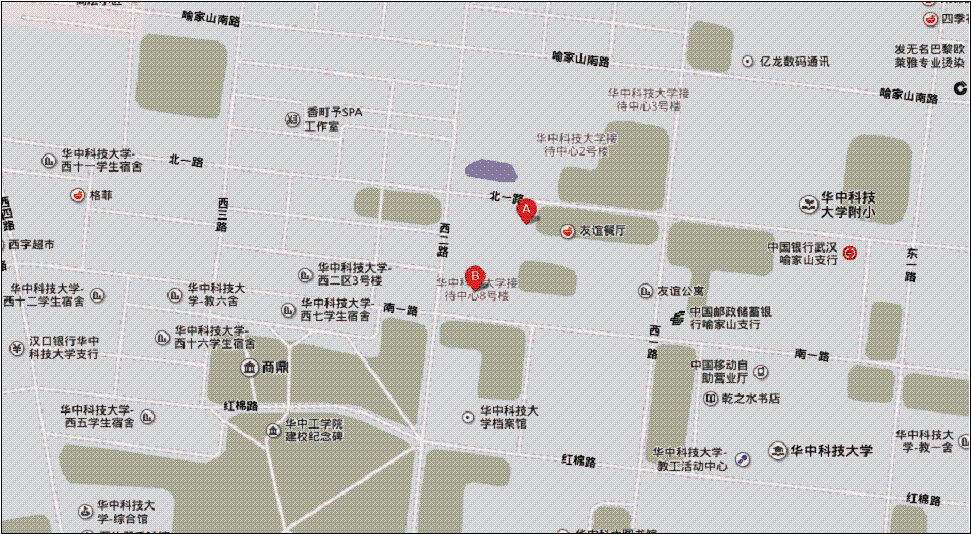 喻家山南路
四季
喻家山南路
亿龙数码通讯
发无名巴黎欧
莱雅专业烫染
喻家山南路
华中科技大学接
待中心3号楼
香町予SPA
工作室
华中科技大学接
待中心2号楼
华中科技大学-
西十一学生宿舍
北一路
格菲
北一路
A
华中科技
大学附小
西四路
西三路
西二路
友谊餐厅
西字超市
中国银行武汉
喻家山支行
东一路
华中科技大学-
西二区3号楼
B
华中科技大学接
待中心8号楼
华中科技大学-
西十二学生宿舍
华中科技大
学-教六舍
华中科技大学-
西七学生宿舍
南一路
友谊公寓
中国邮政储蓄银
行喻家山支行
华中科技大学-
西十六学生宿舍
西一路
汉口银行华中
科技大学支行
商鼎
南一路
中国移动自
助营业厅
乾之水书店
红棉路
华中科技大学-
西五学生宿舍
华中工学院
建校纪念碑
华中科技大
学档案馆
华中科技大
学-教一舍
华中科技大学-
教工活动中心
华中科技大学
红棉路
红棉路
华中科技大
学-综合馆